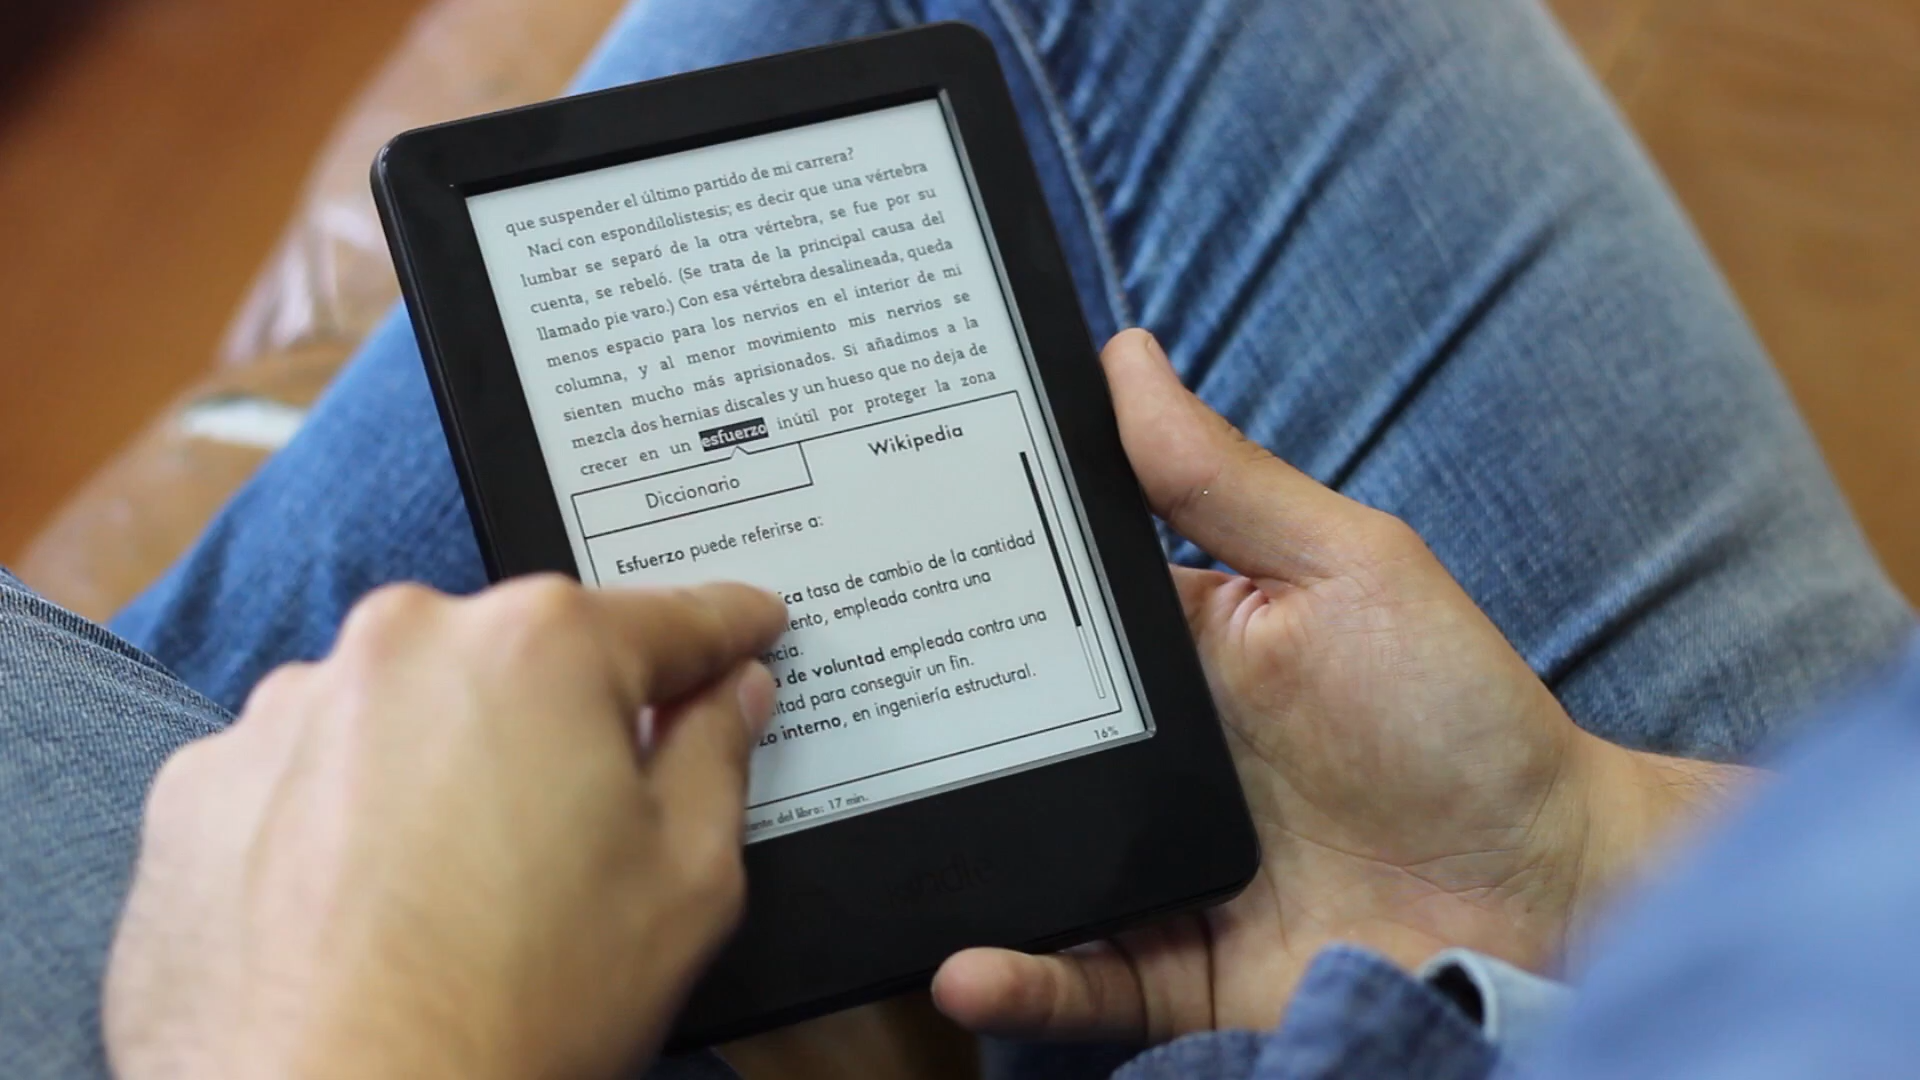 que suspender el último partido de mi carrera?
Nací con espondilolistesis; es decir que una vértebra
lumbar se separó de la otra vértebra, se fue por su
cuenta, se rebeló. (Se trata de la principal causa del
llamado pie varo.) Con esa vértebra desalineada, queda
menos espacio para los nervios en el interior de mi
columna, y al menor movimiento mis nervios se
sienten mucho más aprisionados. Si añadimos a la
mezcla dos hernias discales y un hueso que no deja de
crecer en un esfuerzo inútil por proteger la zona
Diccionario
Wikipedia
Esfuerzo puede referirse a:
tasa de cambio de la cantidad
empleada contra una
de voluntad empleada contra una
para conseguir un fin.
interno, en ingeniería estructural.
del libro: 17 min.
16%
kindle